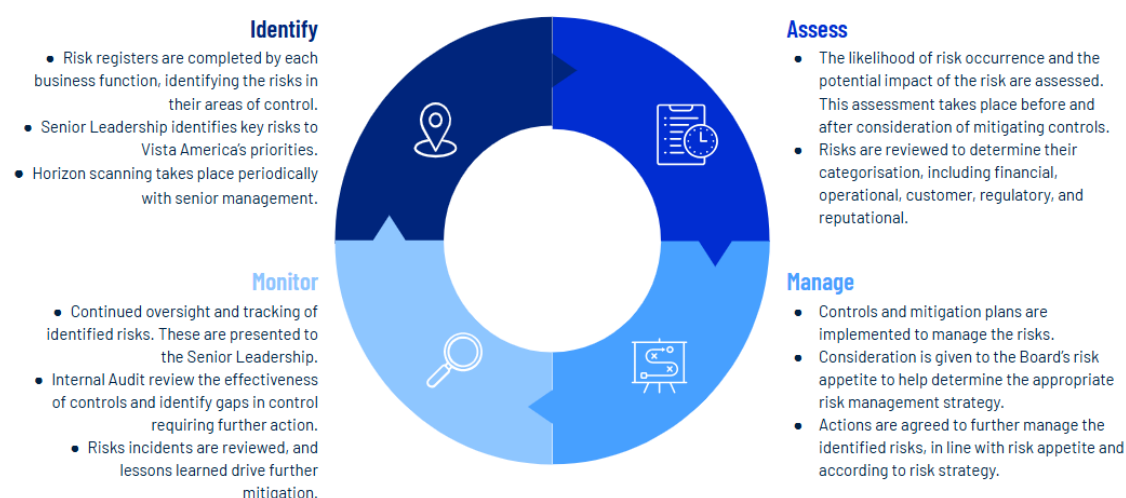 Identify
● Risk registers are completed by each
business function, identifying the risks in
their areas of control.
● Senior Leadership identifies key risks to
Vista America's priorities.
● Horizon scanning takes place periodically
with senior management.
Assess
● The likelihood of risk occurrence and the
potential impact of the risk are assessed.
This assessment takes place before and
after consideration of mitigating controls.
● Risks are reviewed to determine their
categorisation, including financial,
operational, customer, regulatory, and
reputational.
Monitor
● Continued oversight and tracking of
identified risks. These are presented to
the Senior Leadership.
● Internal Audit review the effectiveness
of controls and identify gaps in control
requiring further action.
● Risks incidents are reviewed, and
lessons learned drive further
mitigation.
Manage
● Controls and mitigation plans are
implemented to manage the risks.
● Consideration is given to the Board's risk
appetite to help determine the appropriate
risk management strategy.
● Actions are agreed to further manage the
identified risks, in line with risk appetite and
according to risk strategy.